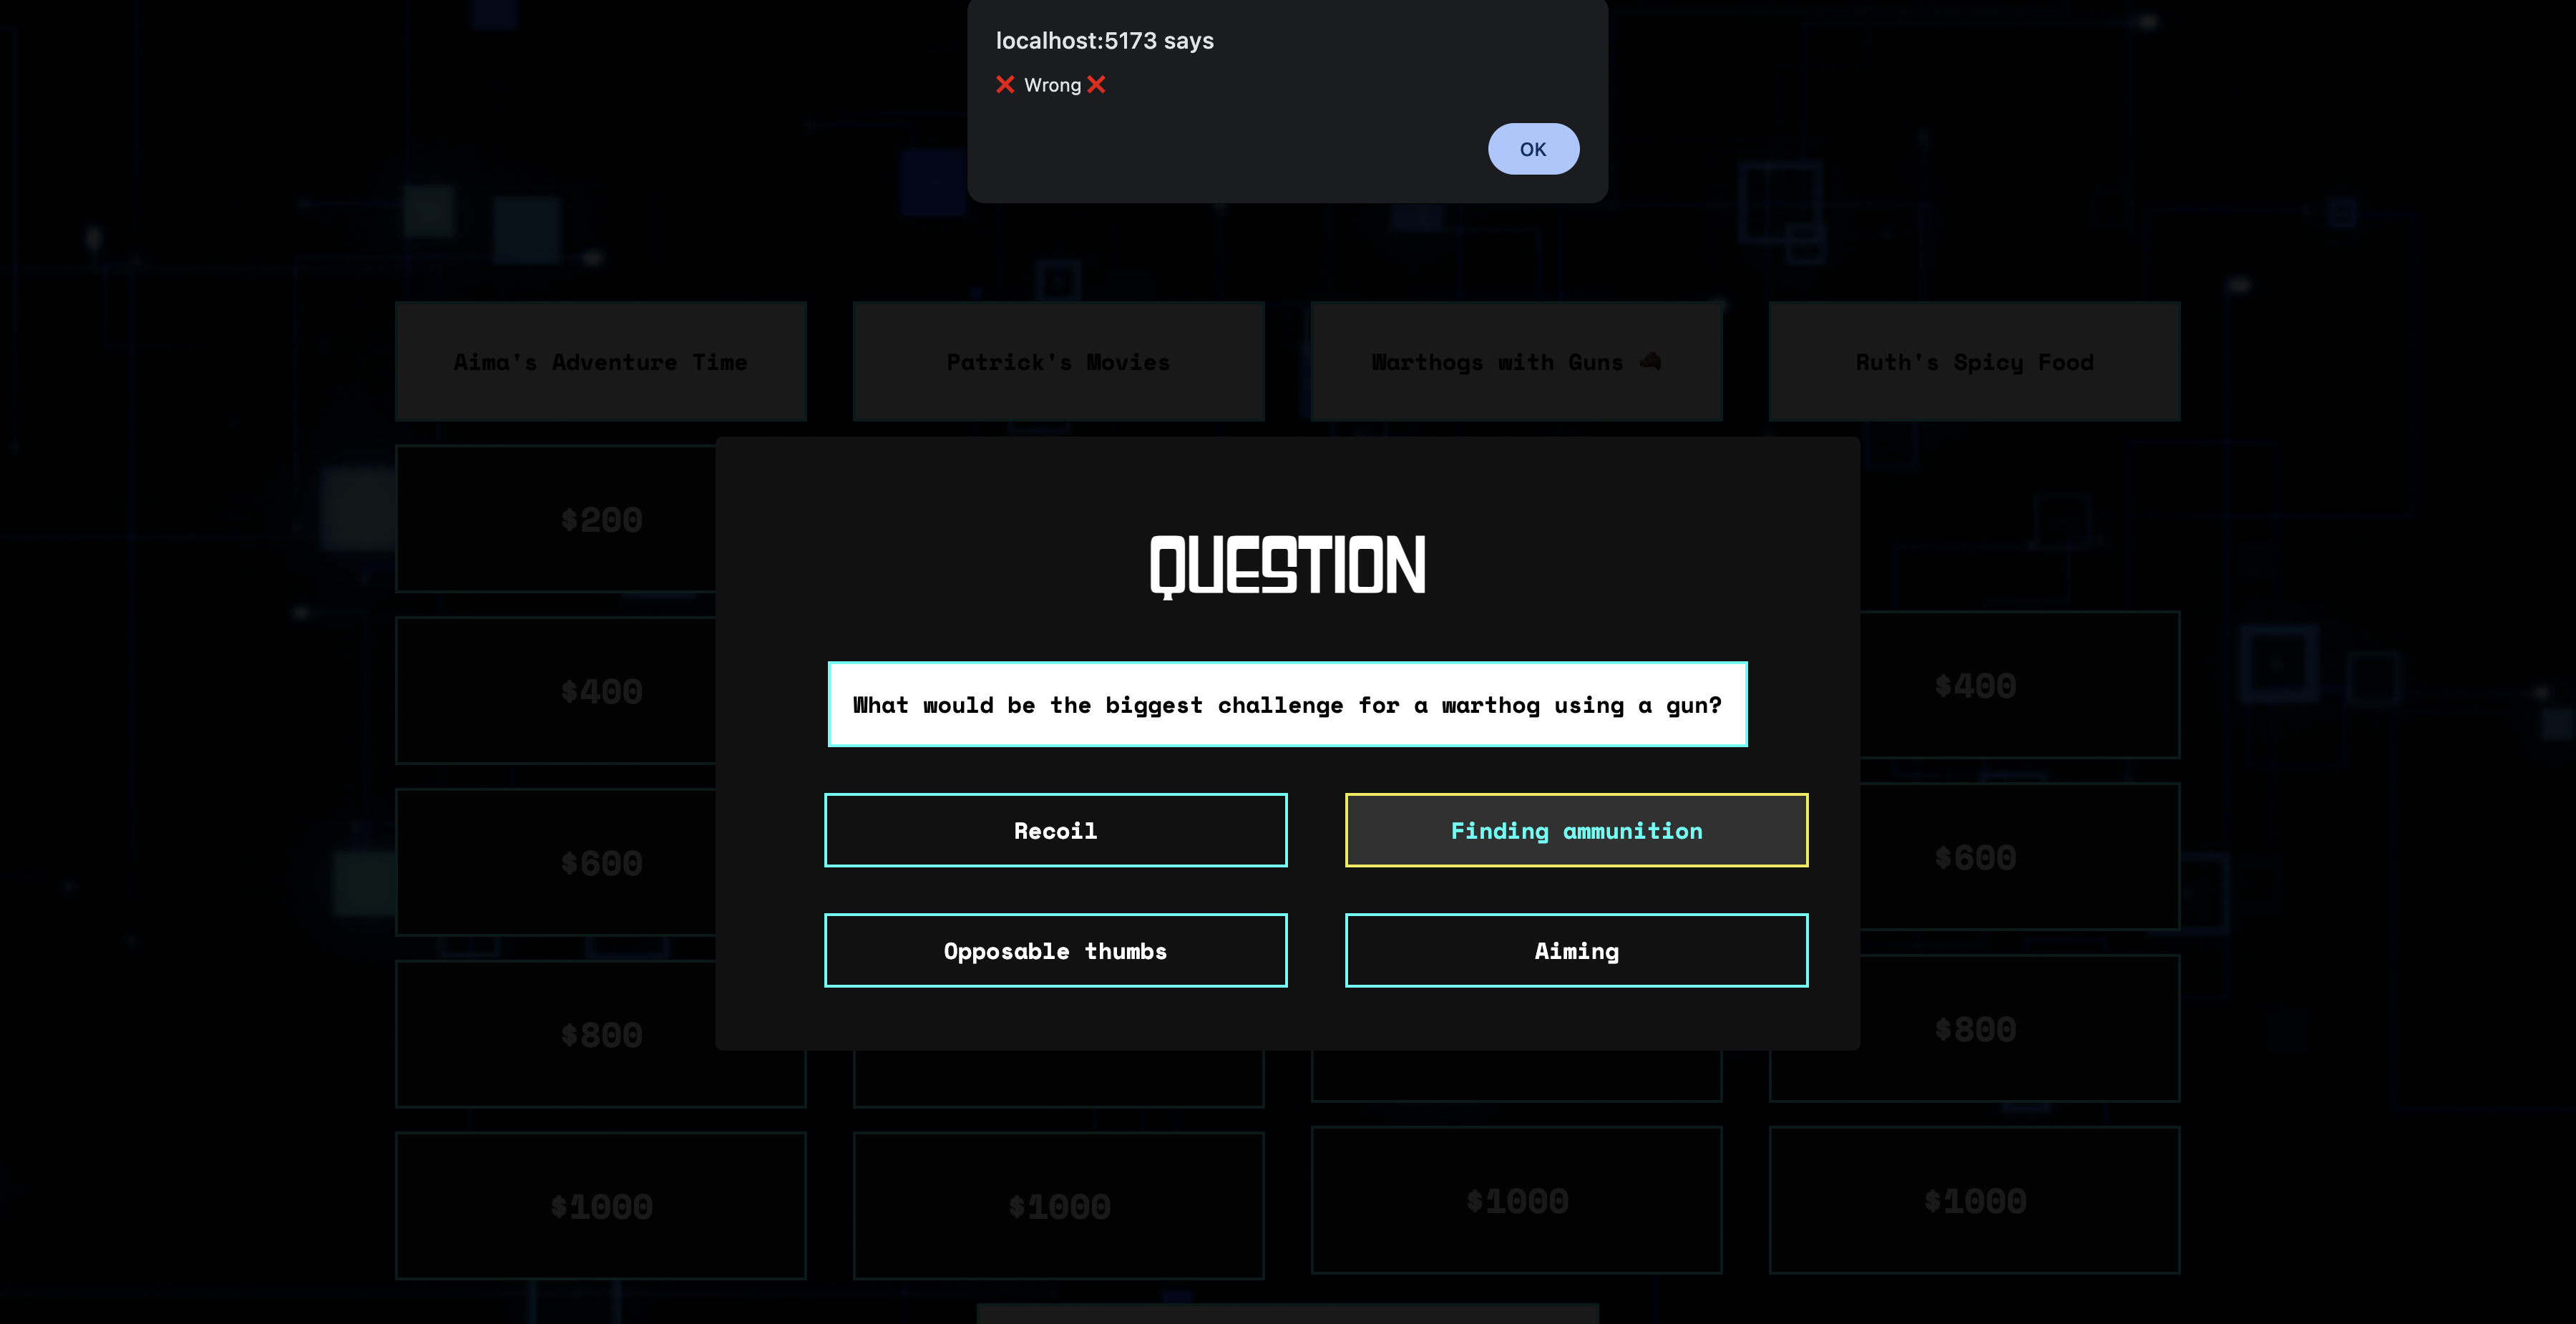 localhost:5173 says
❌ Wrong ❌
OK
Aima's Adventure Time
Patrick's Movies
Warthogs with Guns 🐗
Ruth's Spicy Food
$200
$400
$400
$600
$600
$800
$800
$1000
$1000
$1000
$1000
QUESTION
What would be the biggest challenge for a warthog using a gun?
Recoil
Finding ammunition
Opposable thumbs
Aiming